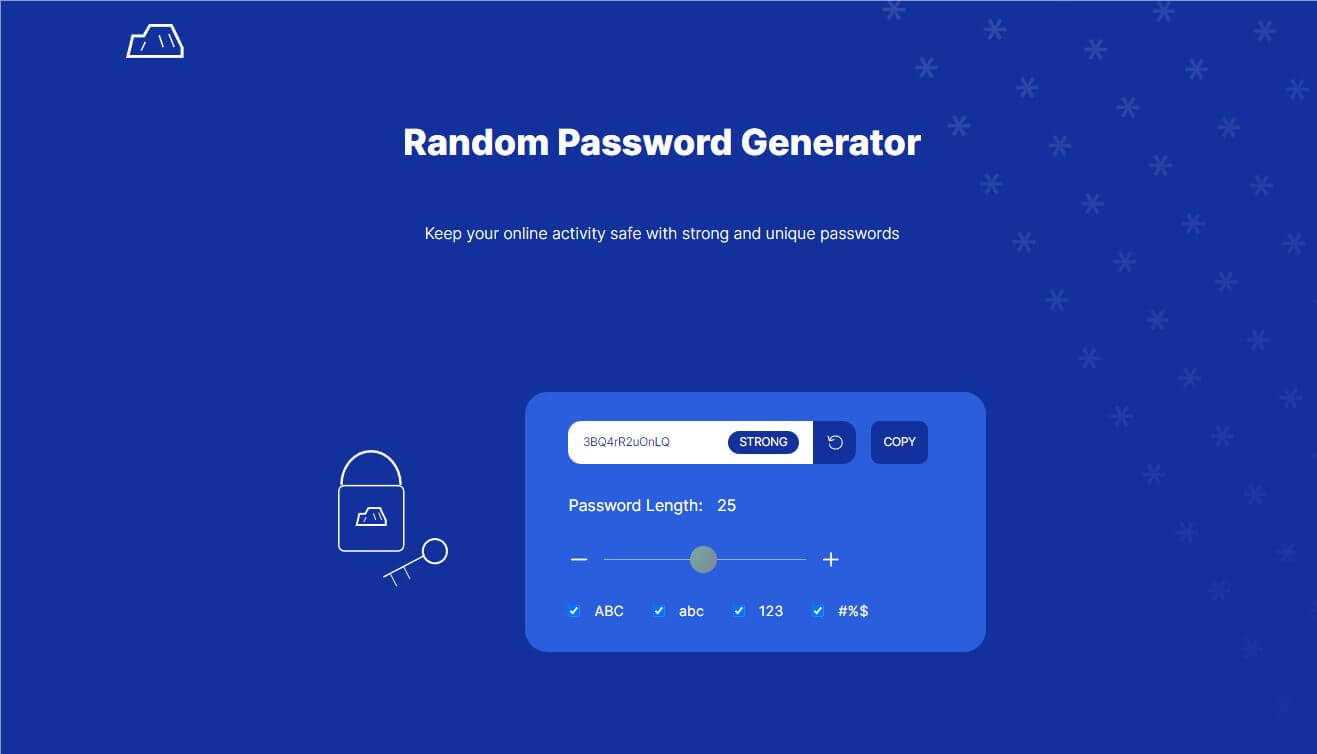 Random Password Generator
Keep your online activity safe with strong and unique passwords
3BQ4rR2uOnLQ STRONG COPY
Password Length: 25
ABC abc 123 #%$